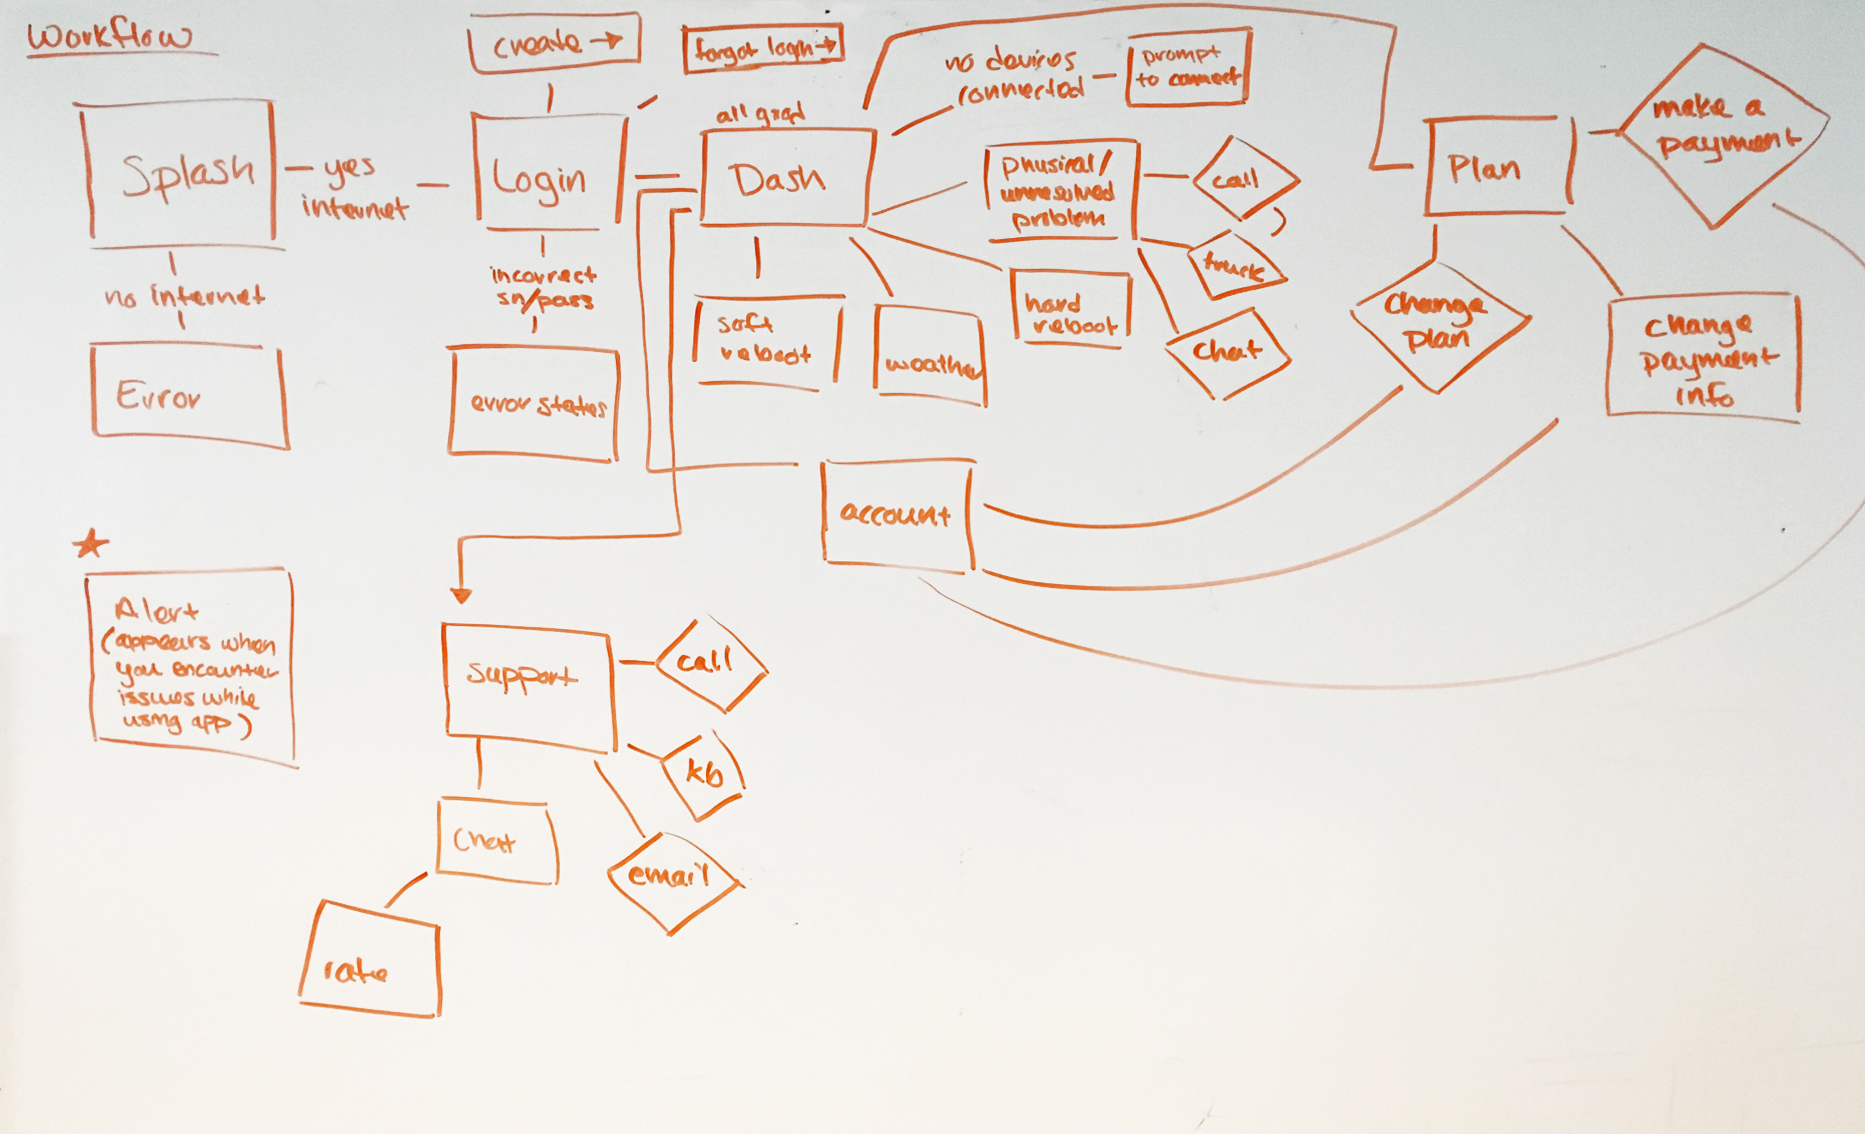 Workflow
create →
forgot login →
no devices
connected
prompt
to connect
make a
payment
Splash
yes
internet
Login
all good
Dash
physical/
unresolved
problem
call
truck
chat
Plan
no internet
incorrect
sn/pass
soft
reboot
weather
hard
reboot
change
plan
change
payment
info
Error
error states
account
Alert
(appears when
you encounter
issues while
using app)
support
call
kb
email
Chat
rate